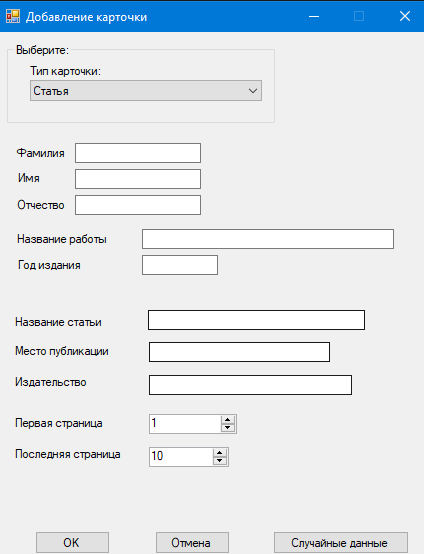 Добавление карточки
Выберите:
Тип карточки:
Статья
Фамилия
Имя
Отчество
Название работы
Год издания
Название статьи
Место публикации
Издательство
Первая страница 1
Последняя страница 10
OK Отмена Случайные данные